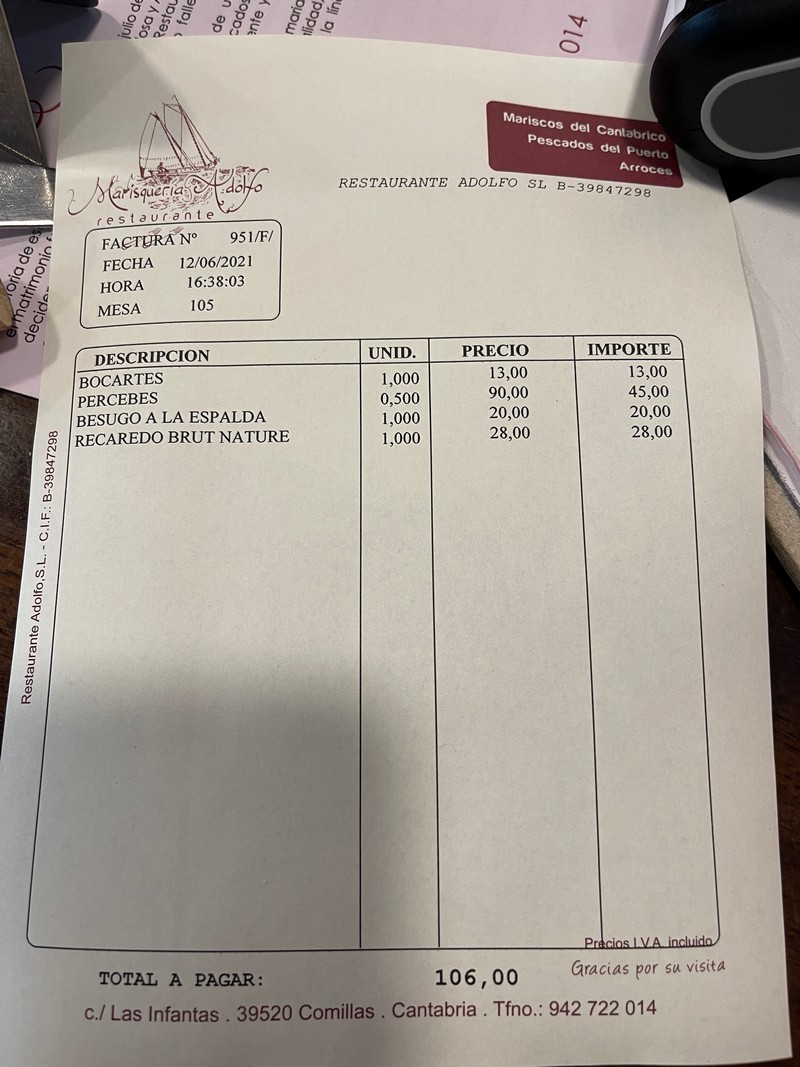 014
Mariscos del Cantabrico
Pescados del Puerto
Arroces
Marisquería Adolfo
restaurante
RESTAURANTE ADOLFO SL B-39847298
FACTURA Nº 951/F/
FECHA 12/06/2021
HORA 16:38:03
MESA 105
DESCRIPCION UNID. PRECIO IMPORTE
BOCARTES 1,000 13,00 13,00
PERCEBES 0,500 90,00 45,00
BESUGO A LA ESPALDA 1,000 20,00 20,00
RECAREDO BRUT NATURE 1,000 28,00 28,00
Restaurante Adolfo,S.L. - C.I.F.: B-39847298
Precios I.V.A. incluido
TOTAL A PAGAR: 106,00
Gracias por su visita
c./ Las Infantas . 39520 Comillas . Cantabria . Tfno.: 942 722 014